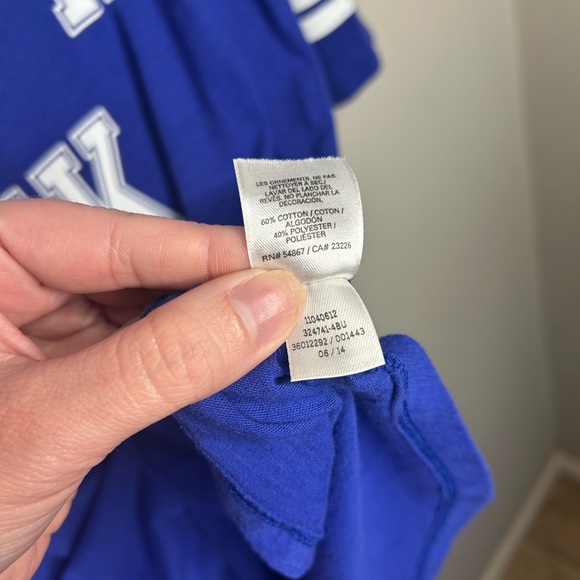 K
LES ORNEMENTS. NE PAS
NETTOYER A SEC./
LAVAR DEL LADO DEL
REVÉS. NO PLANCHAR LA
DECORACIÓN.
60% COTTON / COTON /
ALGODÓN
40% POLYESTER /
POLIÉSTER
RN# 54867 / CA# 23226
11040612
324741-4BU
36012292 / 001443
06 / 14